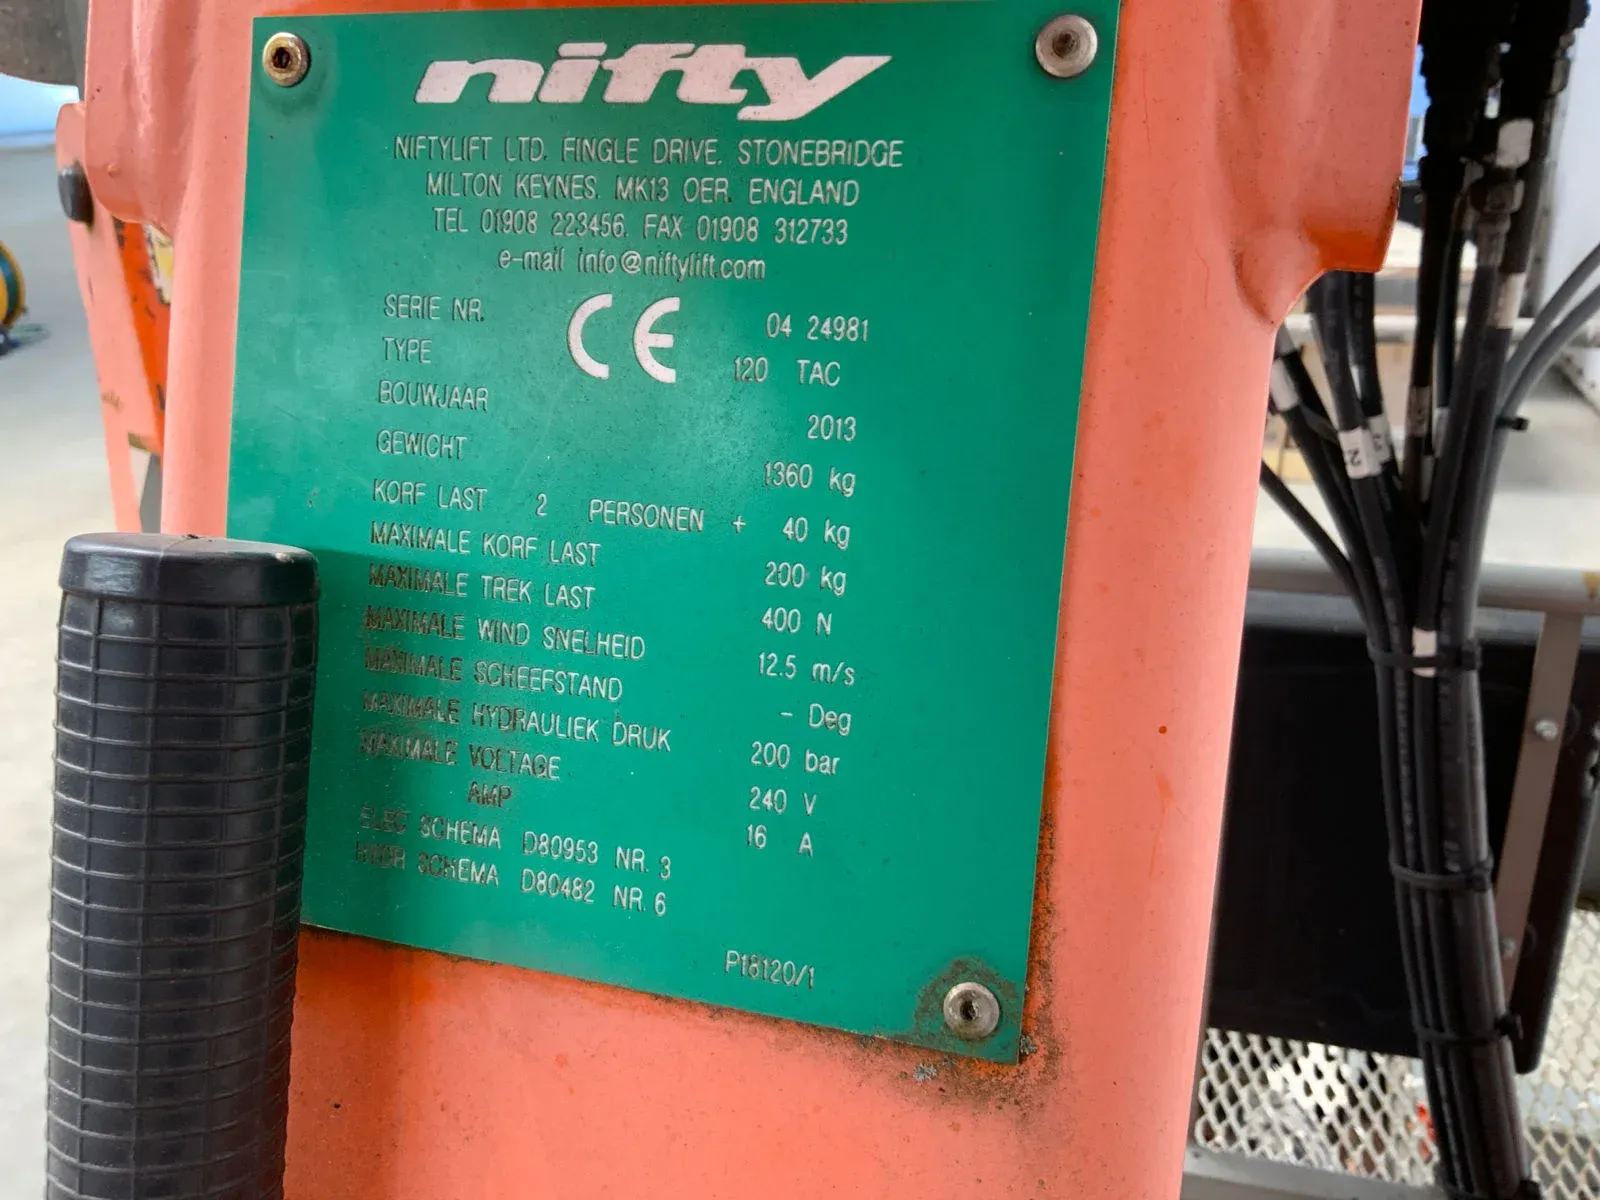 nifty
NIFTYLIFT LTD. FINGLE DRIVE. STONEBRIDGE
MILTON KEYNES. MK13 OER. ENGLAND
TEL 01908 223456. FAX 01908 312733
e-mail info@niftylift.com
CE
SERIE NR. 04 24981
TYPE 120 TAC
BOUWJAAR 2013
GEWICHT 1360 kg
KORF LAST 2 PERSONEN + 40 kg
MAXIMALE KORF LAST 200 kg
MAXIMALE TREK LAST 400 N
MAXIMALE WIND SNELHEID 12.5 m/s
MAXIMALE SCHEEFSTAND - Deg
MAXIMALE HYDRAULIEK DRUK 200 bar
MAXIMALE VOLTAGE 240 V
AMP 16 A
ELEC SCHEMA D80953 NR. 3
HYDR SCHEMA D80482 NR. 6
P18120/1